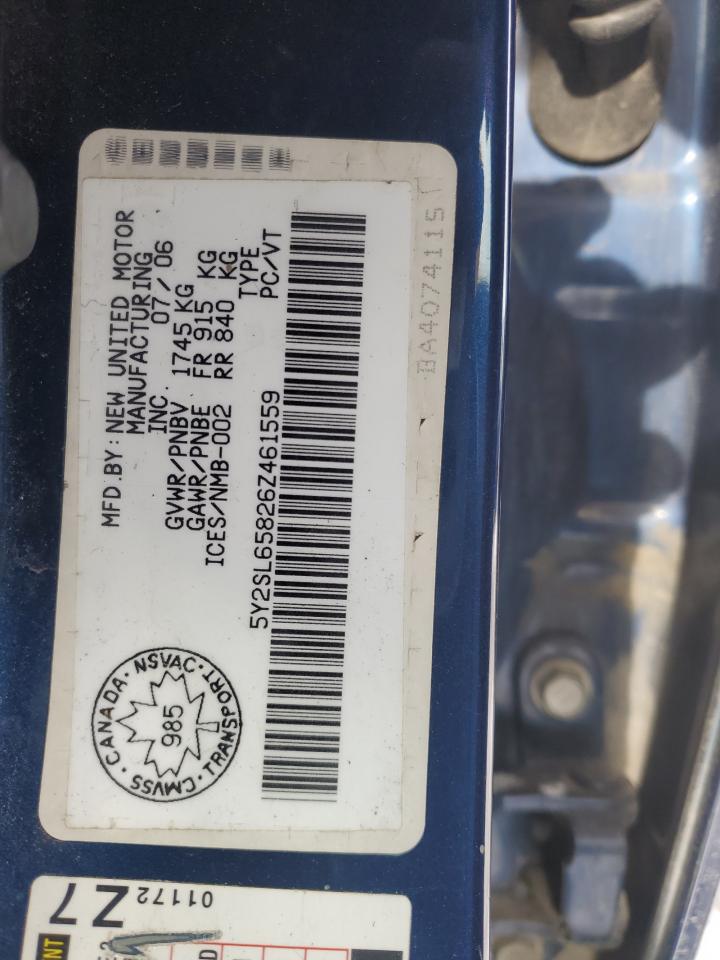 MFD.BY: NEW UNITED MOTOR
MANUFACTURING
INC. 07/06
GVWR/PNBV 1745 KG
GAWR/PNBE FR 915 KG
ICES/NMB-002 RR 840 KG
TYPE
5Y2SL65826Z461559 PC/VT
CANADA · NSVAC · TRANSPORT · CMVSS ·
985
BA4074115
Z7
01172